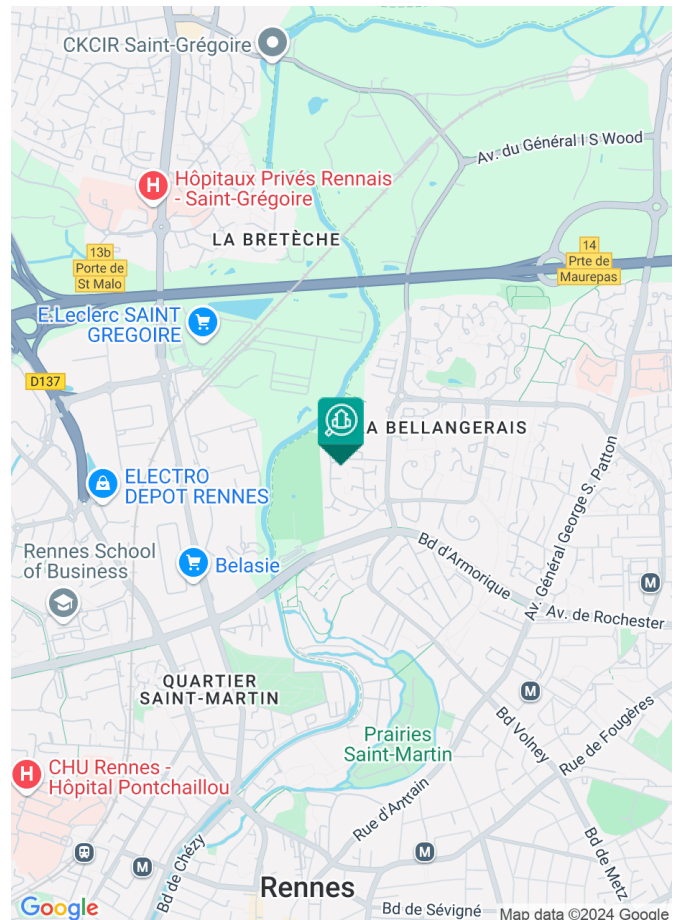 CKCIR Saint-Grégoire
Av. du Général I S Wood
H
Hôpitaux Privés Rennais
- Saint-Grégoire
LA BRETÈCHE
13b
Porte de
St Malo
14
Prte de
Maurepas
E.Leclerc SAINT
GREGOIRE
D137
A BELLANGERAIS
ELECTRO
DEPOT RENNES
Av. Général George S. Patton
Rennes School
of Business
Belasie
Bd d'Armorique
M
Av. de Rochester
QUARTIER
SAINT-MARTIN
M
Prairies
Saint-Martin
Bd Volney
Rue de Fougères
H
CHU Rennes -
Hôpital Pontchaillou
Rue d'Antrain
Bd de Chézy
M
M
Bd de Metz
Rennes
Google
Bd de Sévigné
Map data ©2024 Google